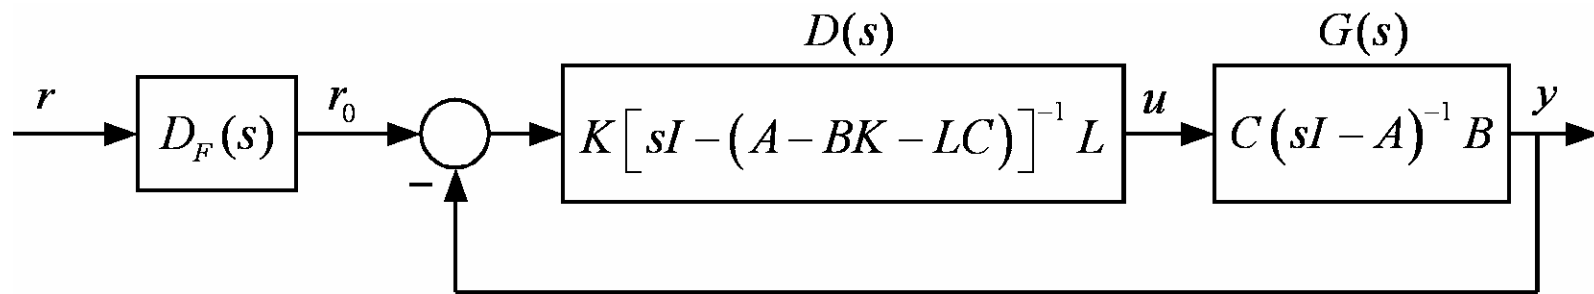 D(s) G(s)
r D_F(s) r_0 K[sI-(A-BK-LC)]^{-1}L u C(sI-A)^{-1}B y
−